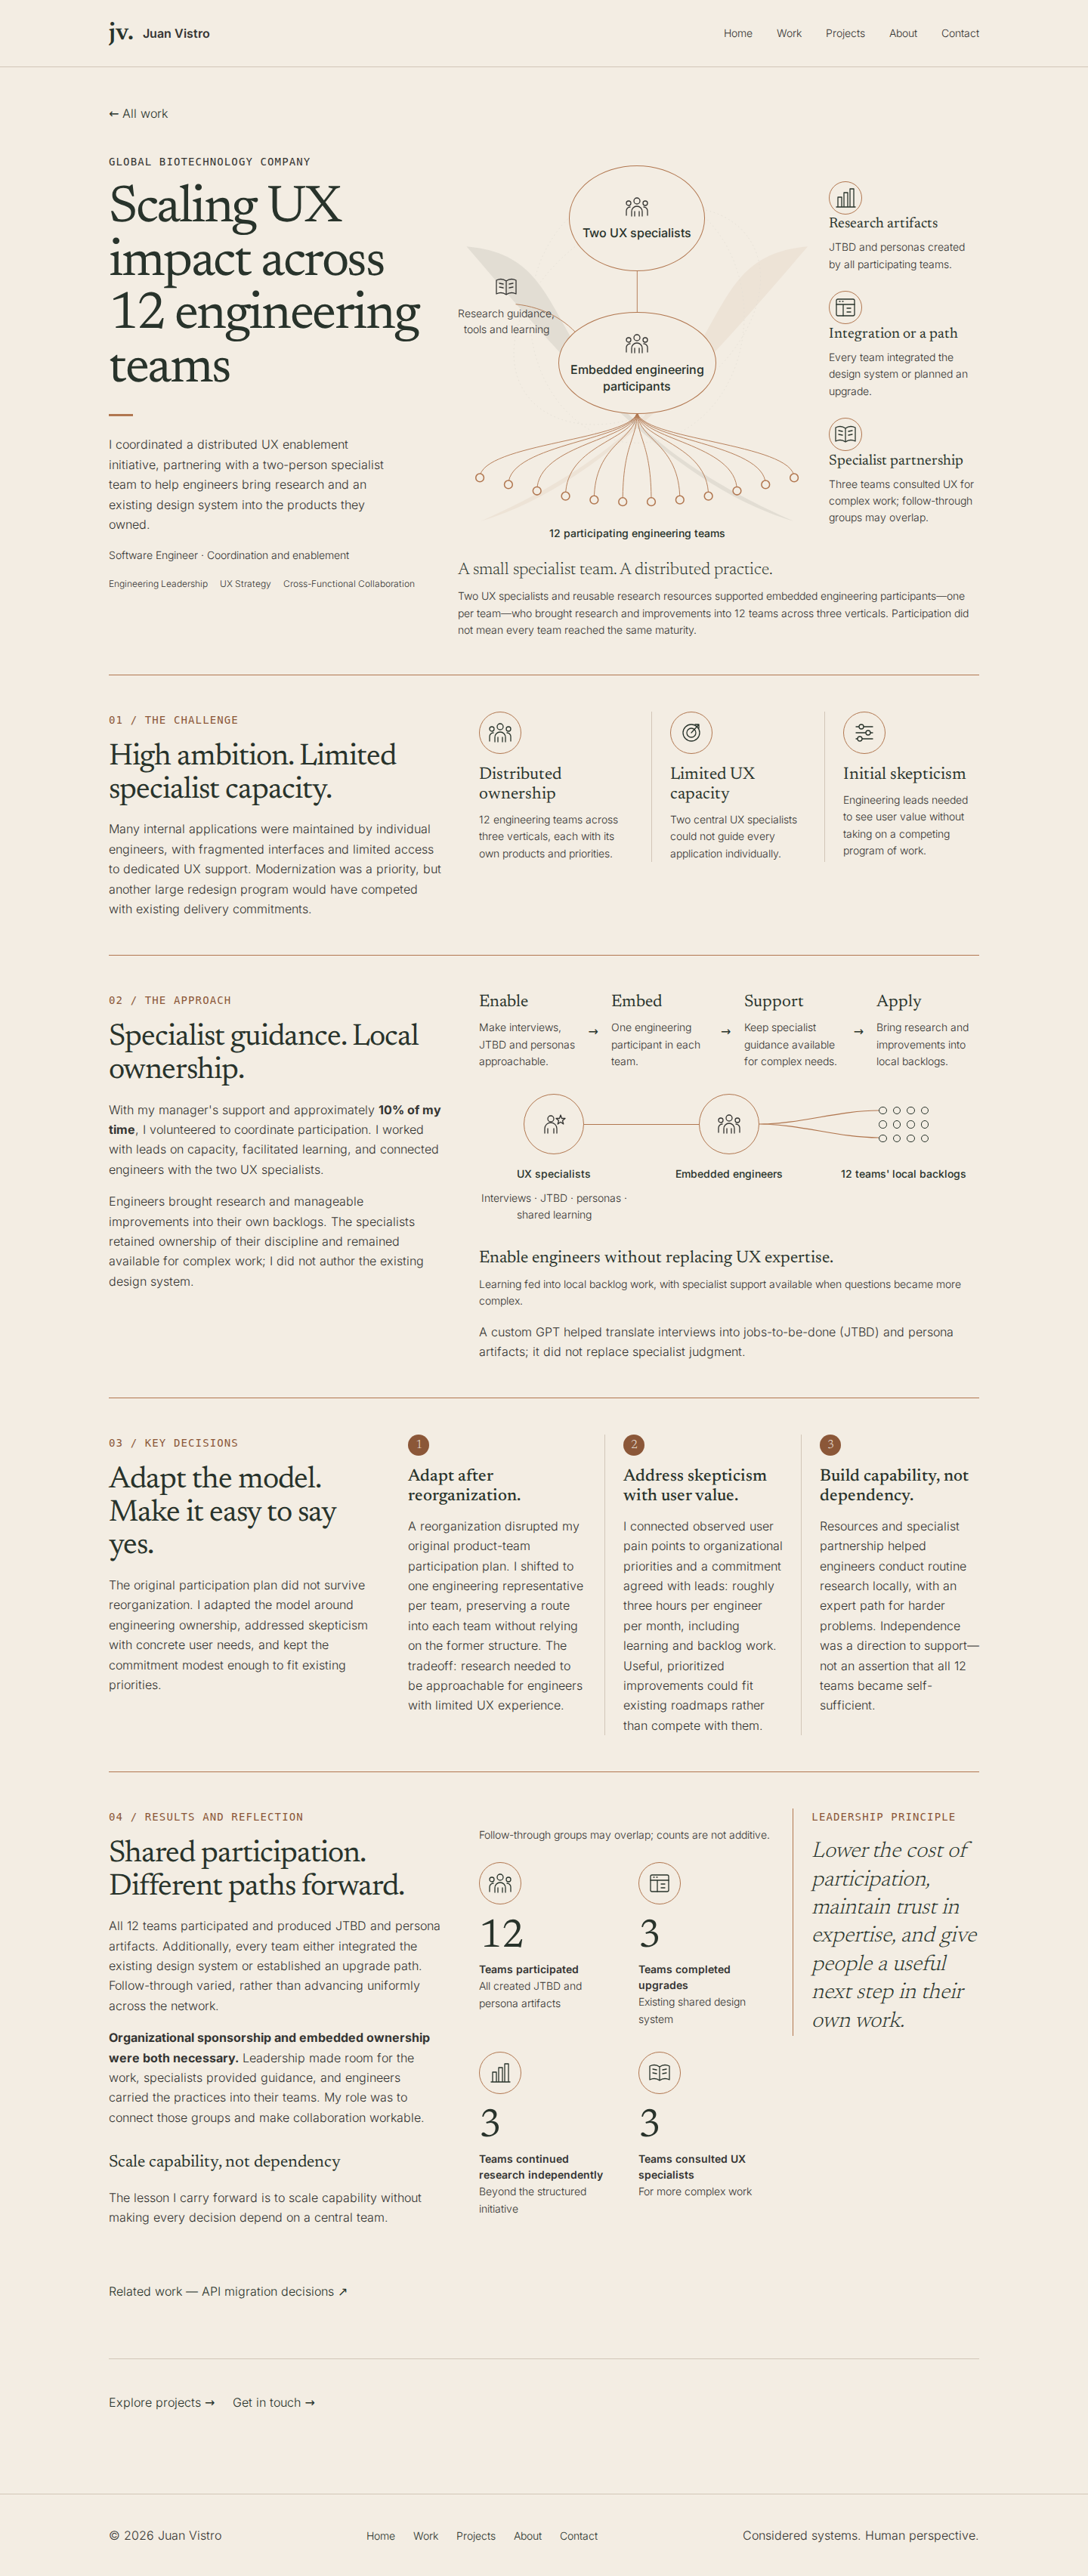 jv. Juan Vistro
Home Work Projects About Contact
← All work
GLOBAL BIOTECHNOLOGY COMPANY
Scaling UX
impact across
12 engineering
teams
I coordinated a distributed UX enablement
initiative, partnering with a two-person specialist
team to help engineers bring research and an
existing design system into the products they
owned.
Software Engineer · Coordination and enablement
Engineering Leadership UX Strategy Cross-Functional Collaboration
Two UX specialists
Research guidance,
tools and learning
Embedded engineering
participants
12 participating engineering teams
Research artifacts
JTBD and personas created
by all participating teams.
Integration or a path
Every team integrated the
design system or planned an
upgrade.
Specialist partnership
Three teams consulted UX for
complex work; follow-through
groups may overlap.
A small specialist team. A distributed practice.
Two UX specialists and reusable research resources supported embedded engineering participants—one
per team—who brought research and improvements into 12 teams across three verticals. Participation did
not mean every team reached the same maturity.
01 / THE CHALLENGE
High ambition. Limited
specialist capacity.
Many internal applications were maintained by individual
engineers, with fragmented interfaces and limited access
to dedicated UX support. Modernization was a priority, but
another large redesign program would have competed
with existing delivery commitments.
Distributed
ownership
12 engineering teams across
three verticals, each with its
own products and priorities.
Limited UX
capacity
Two central UX specialists
could not guide every
application individually.
Initial skepticism
Engineering leads needed
to see user value without
taking on a competing
program of work.
02 / THE APPROACH
Specialist guidance. Local
ownership.
With my manager's support and approximately 10% of my
time, I volunteered to coordinate participation. I worked
with leads on capacity, facilitated learning, and connected
engineers with the two UX specialists.
Engineers brought research and manageable
improvements into their own backlogs. The specialists
retained ownership of their discipline and remained
available for complex work; I did not author the existing
design system.
Enable
Make interviews,
JTBD and personas
approachable.
→
Embed
One engineering
participant in each
team.
→
Support
Keep specialist
guidance available
for complex needs.
→
Apply
Bring research and
improvements into
local backlogs.
UX specialists
Interviews · JTBD · personas ·
shared learning
Embedded engineers
12 teams' local backlogs
Enable engineers without replacing UX expertise.
Learning fed into local backlog work, with specialist support available when questions became more
complex.
A custom GPT helped translate interviews into jobs-to-be-done (JTBD) and persona
artifacts; it did not replace specialist judgment.
03 / KEY DECISIONS
Adapt the model.
Make it easy to say
yes.
The original participation plan did not survive
reorganization. I adapted the model around
engineering ownership, addressed skepticism
with concrete user needs, and kept the
commitment modest enough to fit existing
priorities.
1
Adapt after
reorganization.
A reorganization disrupted my
original product-team
participation plan. I shifted to
one engineering representative
per team, preserving a route
into each team without relying
on the former structure. The
tradeoff: research needed to
be approachable for engineers
with limited UX experience.
2
Address skepticism
with user value.
I connected observed user
pain points to organizational
priorities and a commitment
agreed with leads: roughly
three hours per engineer
per month, including
learning and backlog work.
Useful, prioritized
improvements could fit
existing roadmaps rather
than compete with them.
3
Build capability, not
dependency.
Resources and specialist
partnership helped
engineers conduct routine
research locally, with an
expert path for harder
problems. Independence
was a direction to support—
not an assertion that all 12
teams became self-
sufficient.
04 / RESULTS AND REFLECTION
Shared participation.
Different paths forward.
All 12 teams participated and produced JTBD and persona
artifacts. Additionally, every team either integrated the
existing design system or established an upgrade path.
Follow-through varied, rather than advancing uniformly
across the network.
Organizational sponsorship and embedded ownership
were both necessary. Leadership made room for the
work, specialists provided guidance, and engineers
carried the practices into their teams. My role was to
connect those groups and make collaboration workable.
Scale capability, not dependency
The lesson I carry forward is to scale capability without
making every decision depend on a central team.
Follow-through groups may overlap; counts are not additive.
12
Teams participated
All created JTBD and
persona artifacts
3
Teams completed
upgrades
Existing shared design
system
3
Teams continued
research independently
Beyond the structured
initiative
3
Teams consulted UX
specialists
For more complex work
LEADERSHIP PRINCIPLE
Lower the cost of
participation,
maintain trust in
expertise, and give
people a useful
next step in their
own work.
Related work — API migration decisions ↗
Explore projects → Get in touch →
© 2026 Juan Vistro
Home Work Projects About Contact
Considered systems. Human perspective.